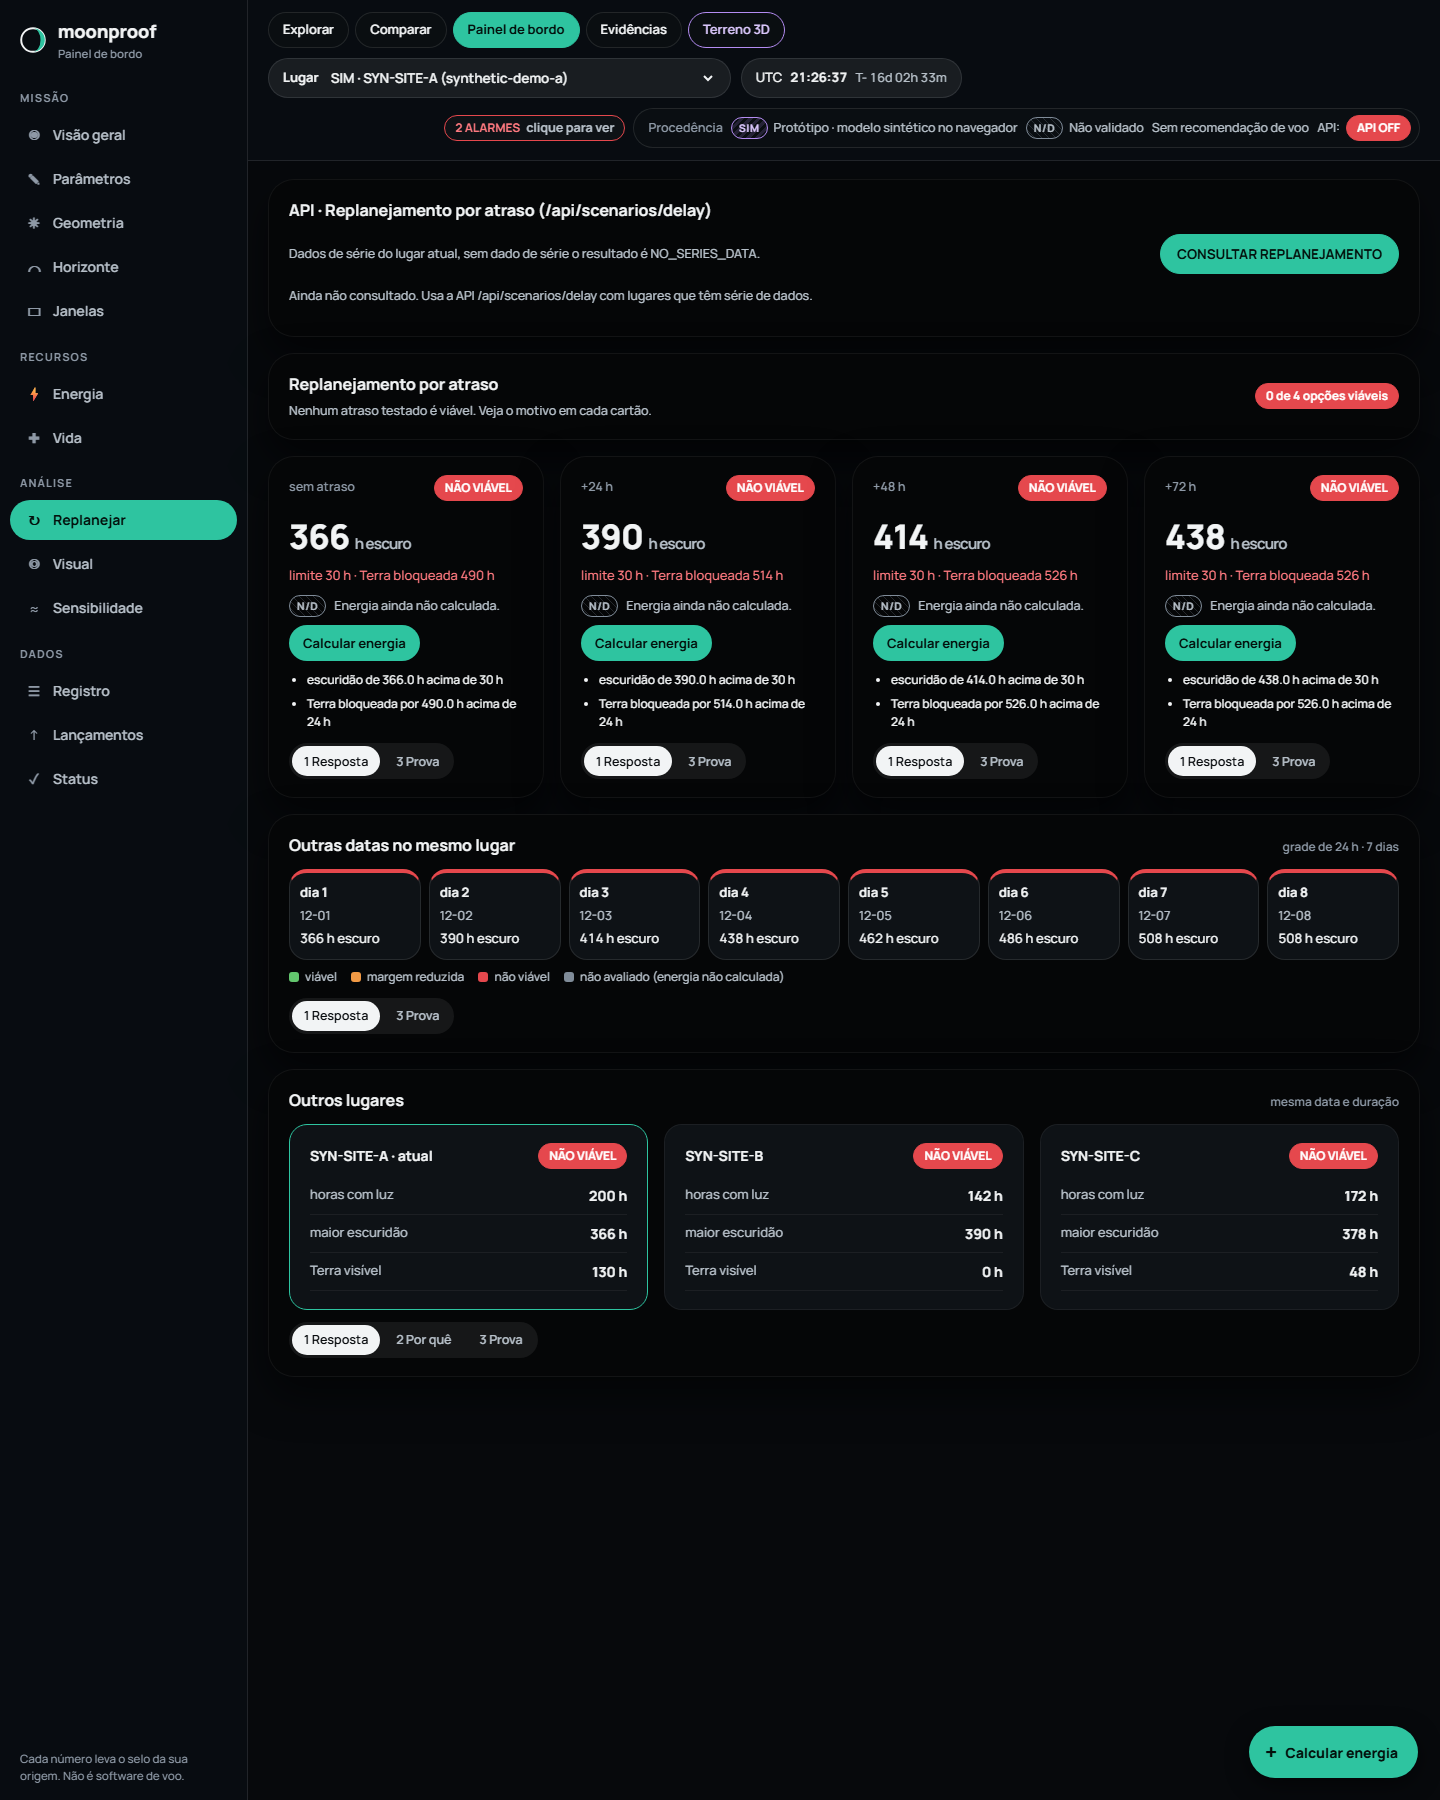 moonproof
Painel de bordo
MISSÃO
Visão geral
Parâmetros
Geometria
Horizonte
Janelas
RECURSOS
Energia
Vida
ANÁLISE
Replanejar
Visual
Sensibilidade
DADOS
Registro
Lançamentos
Status
Cada número leva o selo da sua
origem. Não é software de voo.
Explorar Comparar Painel de bordo Evidências Terreno 3D
Lugar SIM · SYN-SITE-A (synthetic-demo-a) UTC 21:26:37 T- 16d 02h 33m
2 ALARMES clique para ver Procedência SIM Protótipo · modelo sintético no navegador N/D Não validado Sem recomendação de voo API: API OFF
API · Replanejamento por atraso (/api/scenarios/delay)
Dados de série do lugar atual, sem dado de série o resultado é NO_SERIES_DATA.
CONSULTAR REPLANEJAMENTO
Ainda não consultado. Usa a API /api/scenarios/delay com lugares que têm série de dados.
Replanejamento por atraso
Nenhum atraso testado é viável. Veja o motivo em cada cartão.
0 de 4 opções viáveis
sem atraso NÃO VIÁVEL
366 h escuro
limite 30 h · Terra bloqueada 490 h
N/D Energia ainda não calculada.
Calcular energia
• escuridão de 366.0 h acima de 30 h
• Terra bloqueada por 490.0 h acima de
24 h
1 Resposta 3 Prova
+24 h NÃO VIÁVEL
390 h escuro
limite 30 h · Terra bloqueada 514 h
N/D Energia ainda não calculada.
Calcular energia
• escuridão de 390.0 h acima de 30 h
• Terra bloqueada por 514.0 h acima de
24 h
1 Resposta 3 Prova
+48 h NÃO VIÁVEL
414 h escuro
limite 30 h · Terra bloqueada 526 h
N/D Energia ainda não calculada.
Calcular energia
• escuridão de 414.0 h acima de 30 h
• Terra bloqueada por 526.0 h acima de
24 h
1 Resposta 3 Prova
+72 h NÃO VIÁVEL
438 h escuro
limite 30 h · Terra bloqueada 526 h
N/D Energia ainda não calculada.
Calcular energia
• escuridão de 438.0 h acima de 30 h
• Terra bloqueada por 526.0 h acima de
24 h
1 Resposta 3 Prova
Outras datas no mesmo lugar
grade de 24 h · 7 dias
dia 1 dia 2 dia 3 dia 4 dia 5 dia 6 dia 7 dia 8
12-01 12-02 12-03 12-04 12-05 12-06 12-07 12-08
366 h escuro 390 h escuro 414 h escuro 438 h escuro 462 h escuro 486 h escuro 508 h escuro 508 h escuro
viável margem reduzida não viável não avaliado (energia não calculada)
1 Resposta 3 Prova
Outros lugares
mesma data e duração
SYN-SITE-A · atual NÃO VIÁVEL
horas com luz 200 h
maior escuridão 366 h
Terra visível 130 h
SYN-SITE-B NÃO VIÁVEL
horas com luz 142 h
maior escuridão 390 h
Terra visível 0 h
SYN-SITE-C NÃO VIÁVEL
horas com luz 172 h
maior escuridão 378 h
Terra visível 48 h
1 Resposta 2 Por quê 3 Prova
+ Calcular energia